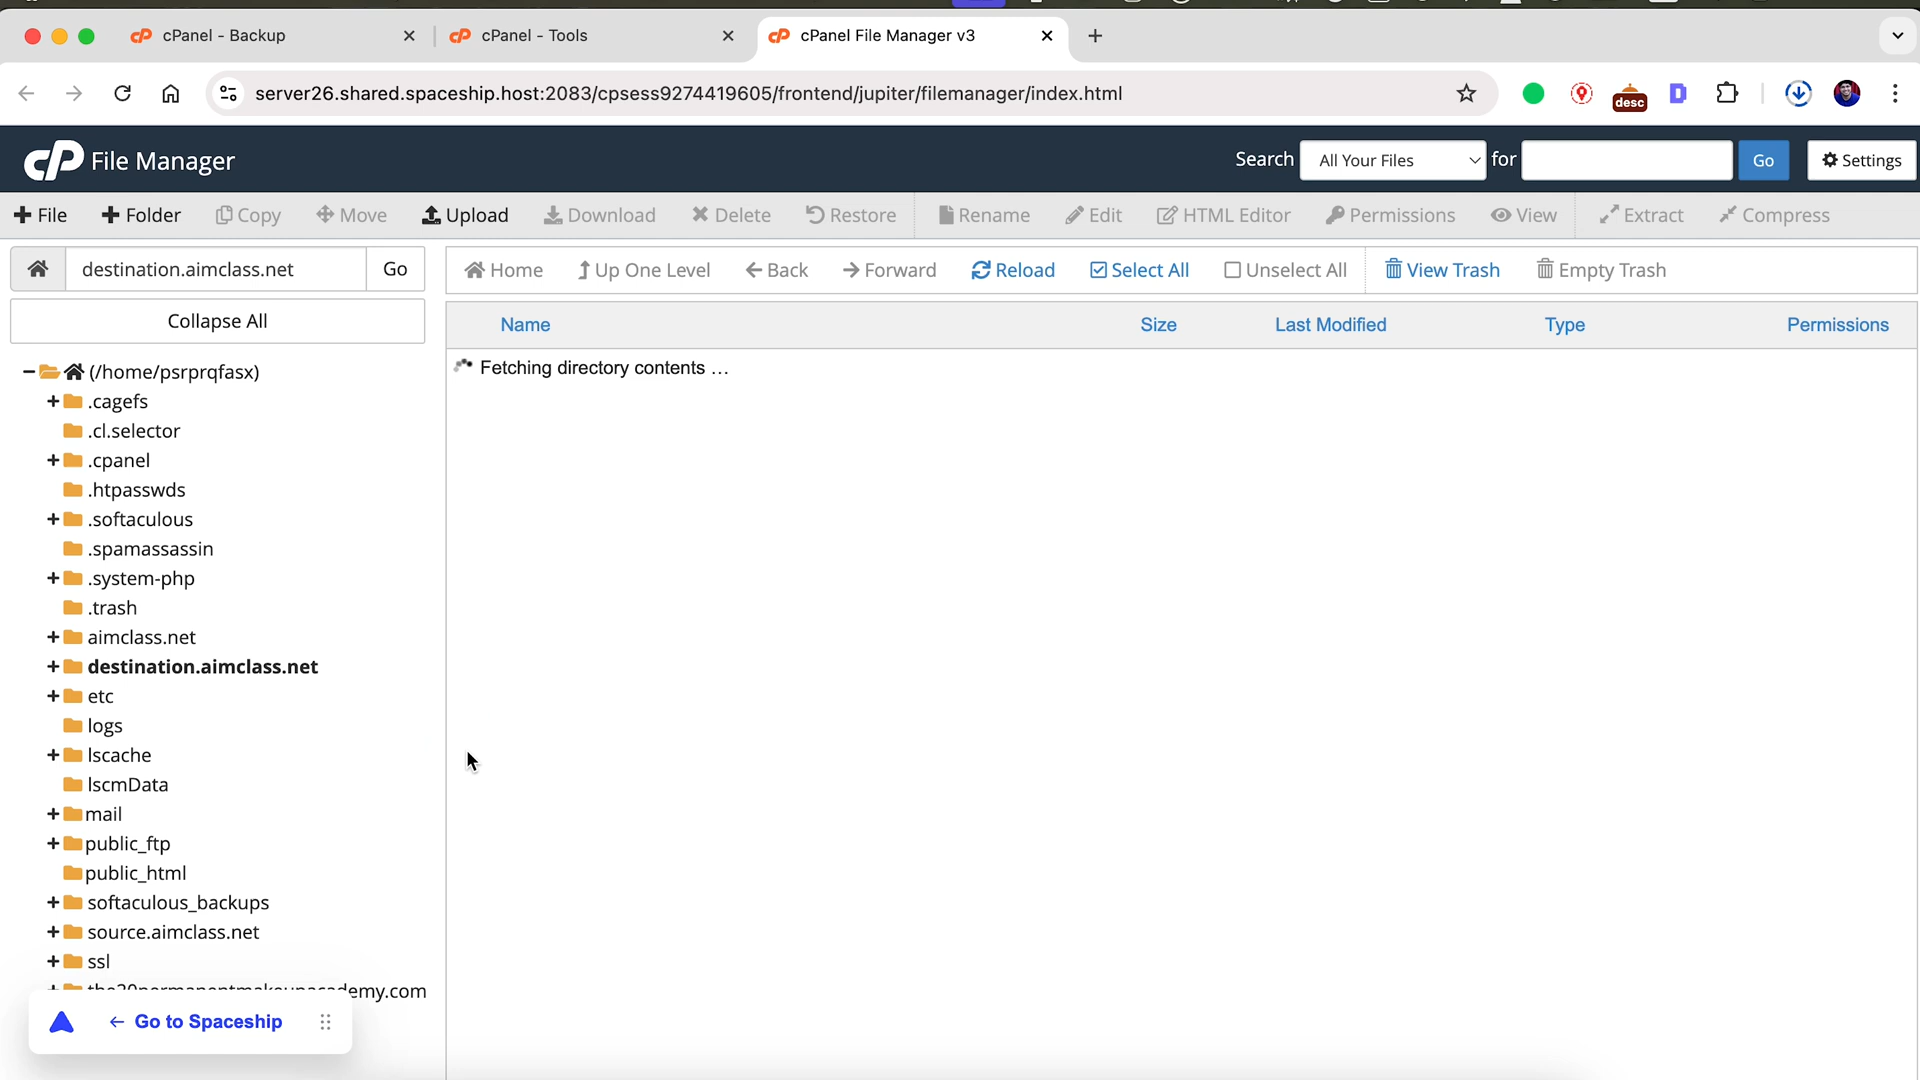 cPanel - Backup
cPanel - Tools
cPanel File Manager v3
server26.shared.spaceship.host:2083/cpsess9274419605/frontend/jupiter/filemanager/index.html
desc
D
cP File Manager
Search All Your Files for Go Settings
File Folder Copy Move Upload Download Delete Restore Rename Edit HTML Editor Permissions View Extract Compress
destination.aimclass.net Go
Home Up One Level Back Forward Reload Select All Unselect All View Trash Empty Trash
Collapse All
Name Size Last Modified Type Permissions
Fetching directory contents ...
(/home/psrprqfasx)
.cagefs
.cl.selector
.cpanel
.htpasswds
.softaculous
.spamassassin
.system-php
.trash
aimclass.net
destination.aimclass.net
etc
logs
lscache
lscmData
mail
public_ftp
public_html
softaculous_backups
source.aimclass.net
ssl
Go to Spaceship